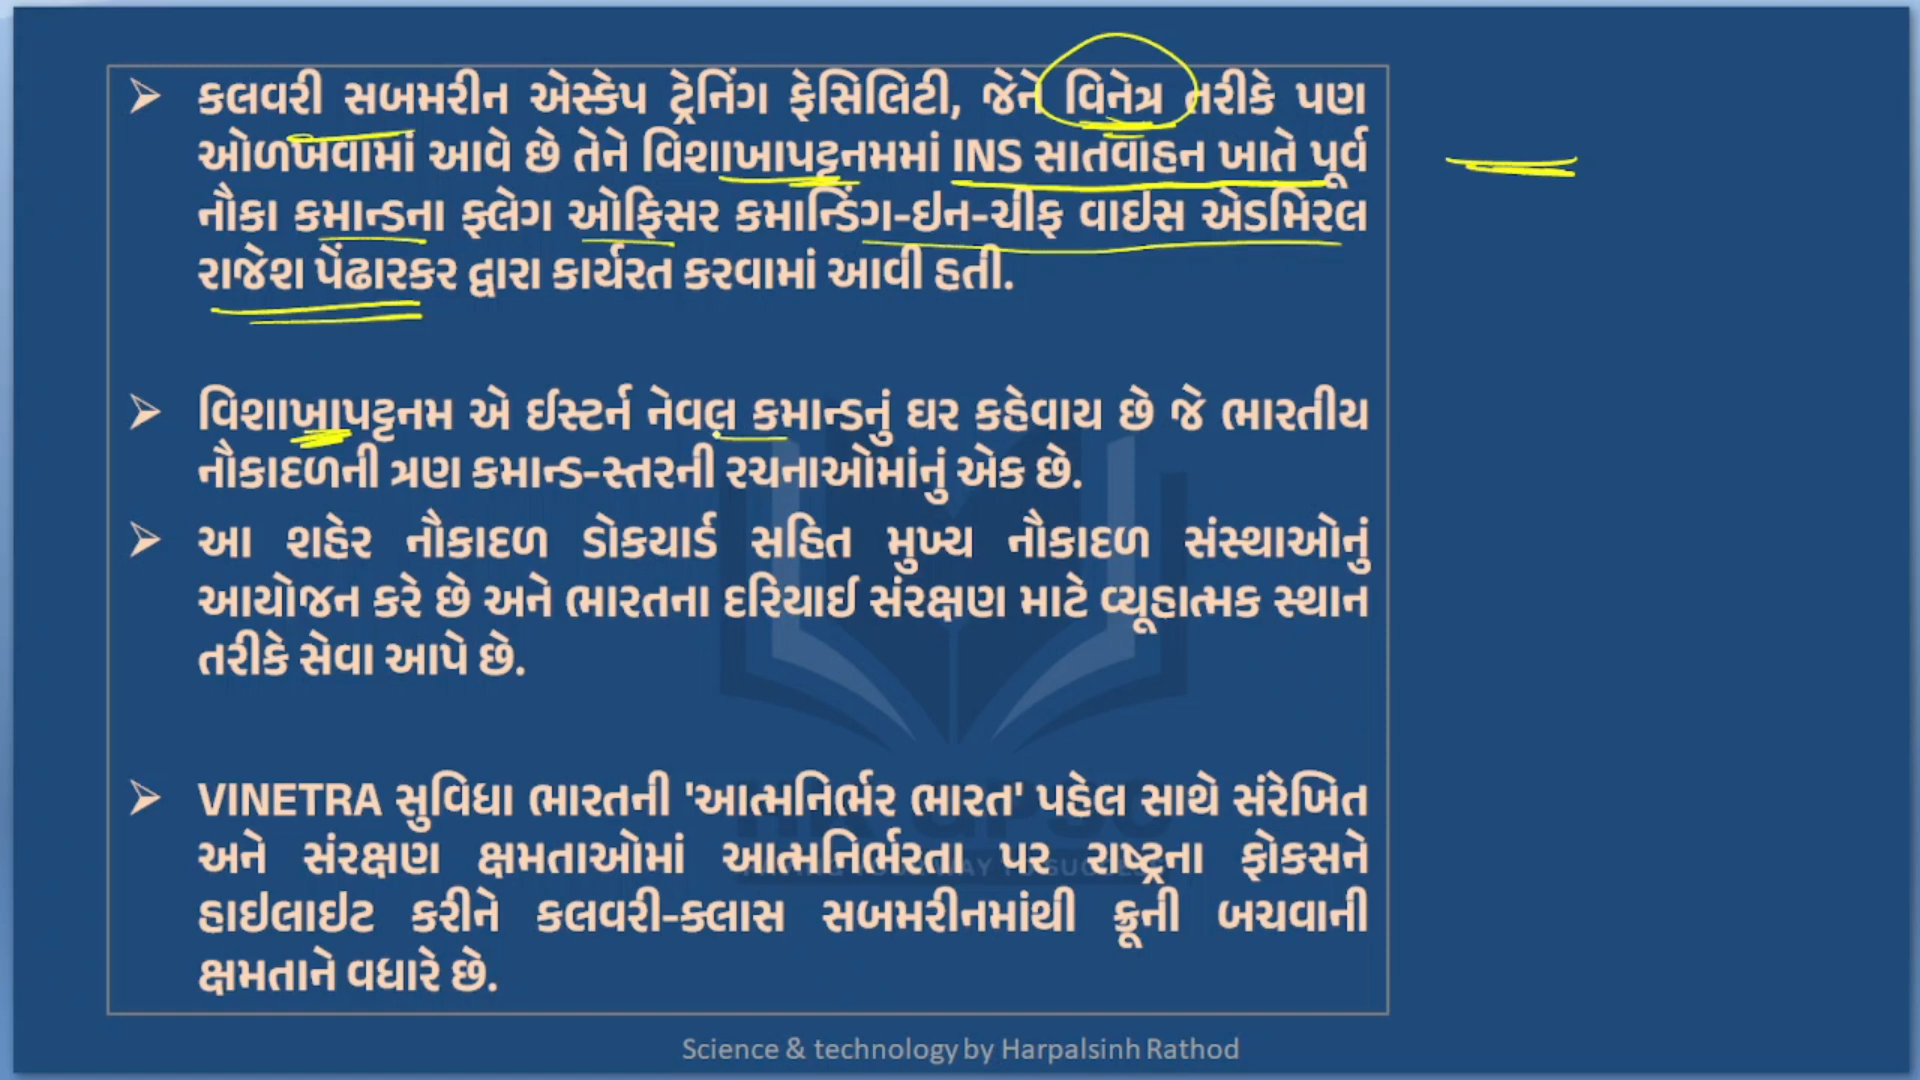 ➢ કલવરી સબમરીન એસ્કેપ ટ્રેનિંગ ફેસિલિટી, જેને વિનેત્ર તરીકે પણ
ઓળખવામાં આવે છે તેને વિશાખાપટ્ટનમમાં INS સાતવાહન ખાતે પૂર્વ
નૌકા કમાન્ડના ફ્લેગ ઓફિસર કમાન્ડિંગ-ઇન-ચીફ વાઇસ એડમિરલ
રાજેશ પેંઢારકર દ્વારા કાર્યરત કરવામાં આવી હતી.
➢ વિશાખાપટ્ટનમ એ ઈસ્ટર્ન નેવલ કમાન્ડનું ઘર કહેવાય છે જે ભારતીય
નૌકાદળની ત્રણ કમાન્ડ-સ્તરની રચનાઓમાંનું એક છે.
➢ આ શહેર નૌકાદળ ડોકયાર્ડ સહિત મુખ્ય નૌકાદળ સંસ્થાઓનું
આયોજન કરે છે અને ભારતના દરિયાઈ સંરક્ષણ માટે વ્યૂહાત્મક સ્થાન
તરીકે સેવા આપે છે.
➢ VINETRA સુવિધા ભારતની 'આત્મનિર્ભર ભારત' પહેલ સાથે સંરેખિત
અને સંરક્ષણ ક્ષમતાઓમાં આત્મનિર્ભરતા પર રાષ્ટ્રના ફોકસને
હાઇલાઇટ કરીને કલવરી-ક્લાસ સબમરીનમાંથી ક્રૂની બચવાની
ક્ષમતાને વધારે છે.
Science & technology by Harpalsinh Rathod